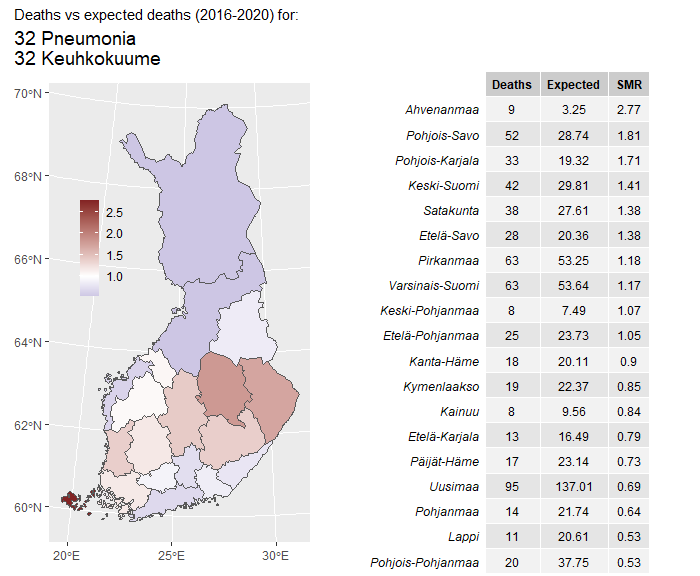 Deaths vs expected deaths (2016-2020) for:
32 Pneumonia
32 Keuhkokuume
70°N
68°N
66°N
64°N
62°N
60°N
20°E
25°E
30°E
2.5
2.0
1.5
1.0
Deaths Expected SMR
Ahvenanmaa 9 3.25 2.77
Pohjois-Savo 52 28.74 1.81
Pohjois-Karjala 33 19.32 1.71
Keski-Suomi 42 29.81 1.41
Satakunta 38 27.61 1.38
Etelä-Savo 28 20.36 1.38
Pirkanmaa 63 53.25 1.18
Varsinais-Suomi 63 53.64 1.17
Keski-Pohjanmaa 8 7.49 1.07
Etelä-Pohjanmaa 25 23.73 1.05
Kanta-Häme 18 20.11 0.9
Kymenlaakso 19 22.37 0.85
Kainuu 8 9.56 0.84
Etelä-Karjala 13 16.49 0.79
Päijät-Häme 17 23.14 0.73
Uusimaa 95 137.01 0.69
Pohjanmaa 14 21.74 0.64
Lappi 11 20.61 0.53
Pohjois-Pohjanmaa 20 37.75 0.53